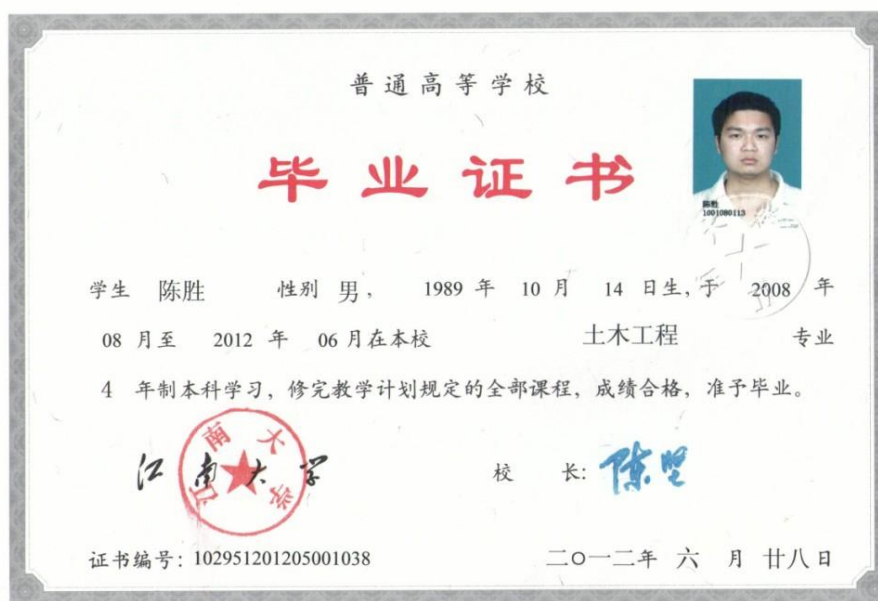 普通高等学校
毕业证书
陈胜
1001080113
学生 陈胜 性别 男, 1989 年 10 月 14 日生, 于 2008 年
08 月至 2012 年 06 月在本校 土木工程 专业
4 年制本科学习, 修完教学计划规定的全部课程, 成绩合格, 准予毕业。
江南大学
江南大学
校 长: 陈坚
证书编号: 102951201205001038
二〇一二年 六 月 廿八日